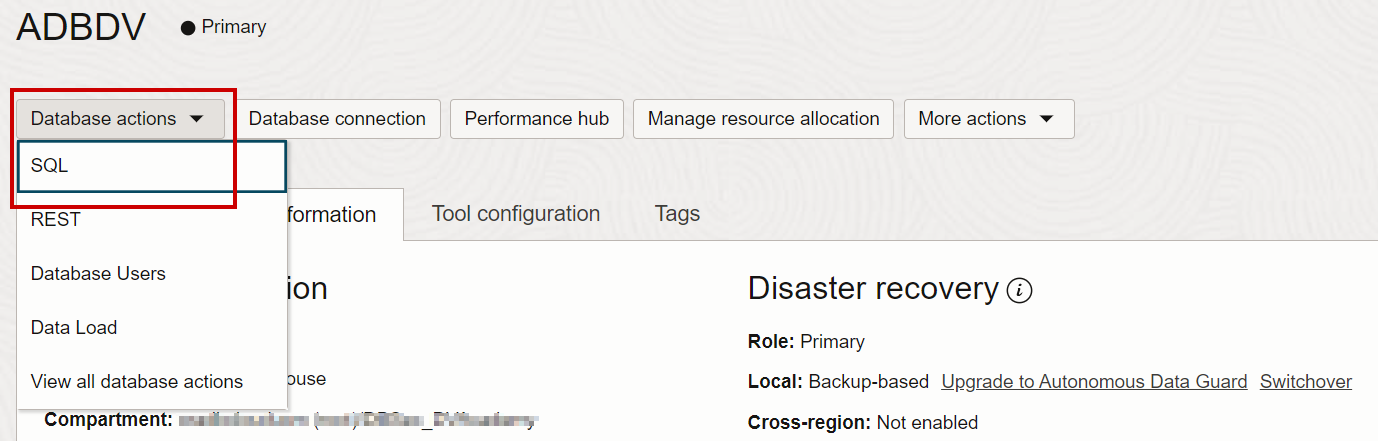 ADBDV Primary
Database actions Database connection Performance hub Manage resource allocation More actions
SQL
REST
Database Users
Data Load
View all database actions
formation Tool configuration Tags
ion
ouse
Compartment:
Disaster recovery i
Role: Primary
Local: Backup-based Upgrade to Autonomous Data Guard Switchover
Cross-region: Not enabled